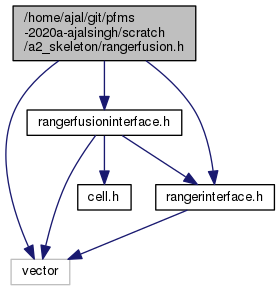 /home/ajal/git/pfms
-2020a-ajalsingh/scratch
/a2_skeleton/rangerfusion.h
rangerfusioninterface.h
cell.h
rangerinterface.h
vector